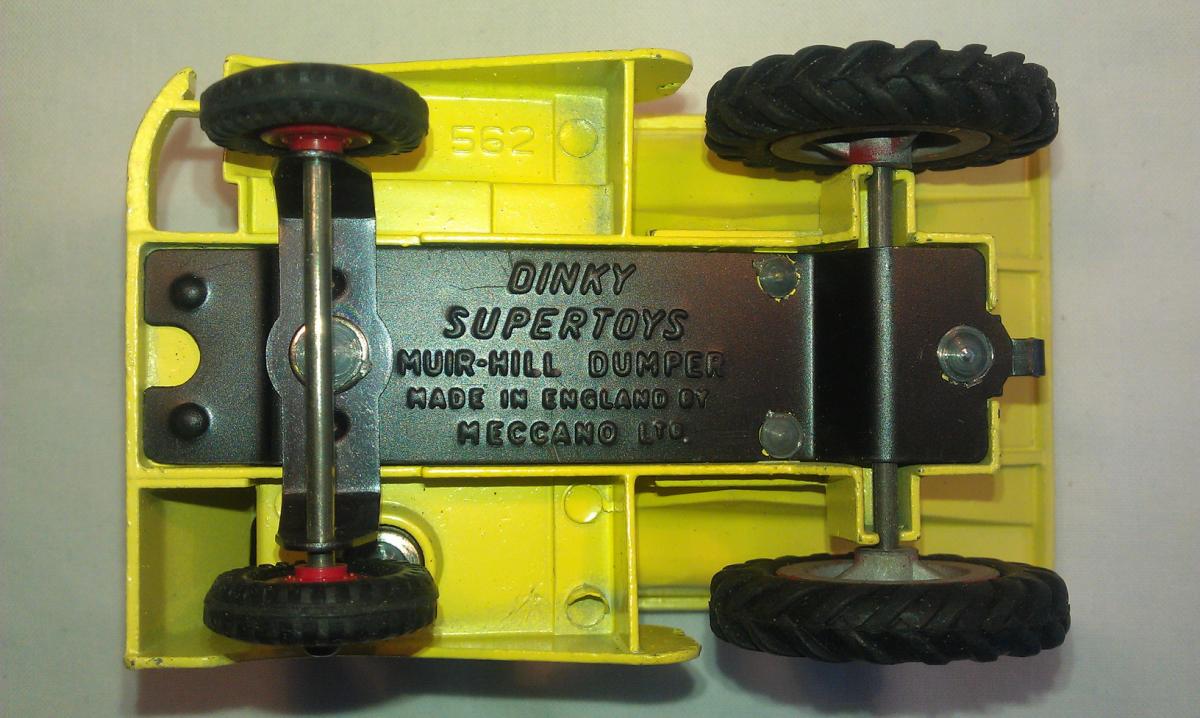 562
DINKY
SUPERTOYS
MUIR-HILL DUMPER
MADE IN ENGLAND BY
MECCANO LTD.